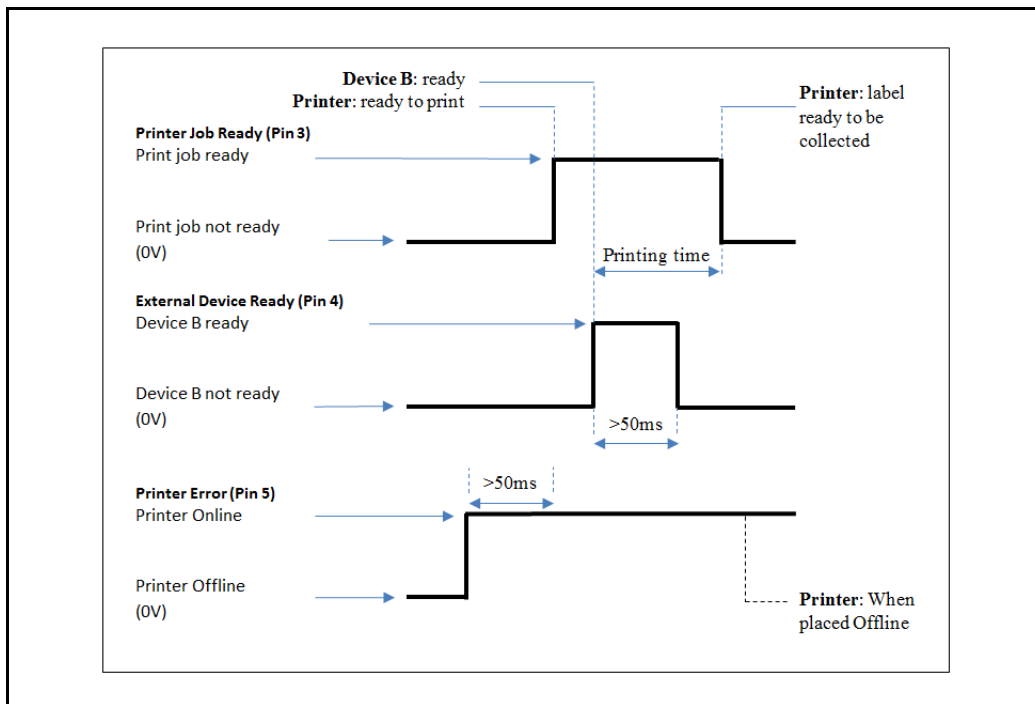 Device B: ready
Printer: ready to print
Printer: label
ready to be
collected
Printer Job Ready (Pin 3)
Print job ready
Print job not ready
(0V)
Printing time
External Device Ready (Pin 4)
Device B ready
Device B not ready
(0V)
>50ms
>50ms
Printer Error (Pin 5)
Printer Online
Printer Offline
(0V)
Printer: When
placed Offline